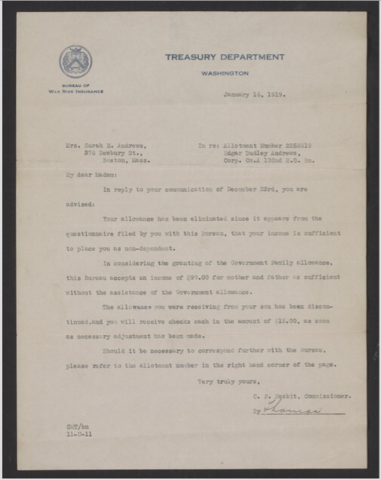 TREASURY DEPARTMENT
WASHINGTON
BUREAU OF
WAR RISK INSURANCE
January 16, 1919.
Mrs. Sarah E. Andrews,
Newbury St.,
Boston, Mass.
In re: Allotment Number
Edgar Dudley Andrews,
Corp. Co.A
My dear Madam:
In reply to your communication of December 23rd, you are
advised:
Your allowance has been eliminated since it appears from the
questionnaire filed by you with this Bureau, that your income is sufficient
to place you as non-dependent.
In considering the granting of the Government Family allowance,
this Bureau accepts an income of for mother and father as sufficient
without the assistance of the Government allowance.
The allowance you were receiving from your son has been discon-
tinued,and you will receive checks each in the amount of $15.00, as soon
as necessary adjustment has been made.
Should it be necessary to correspond further with the Bureau,
please refer to the allotment number in the right hand corner of the page.
Very truly yours,
Commissioner.
By Thomas